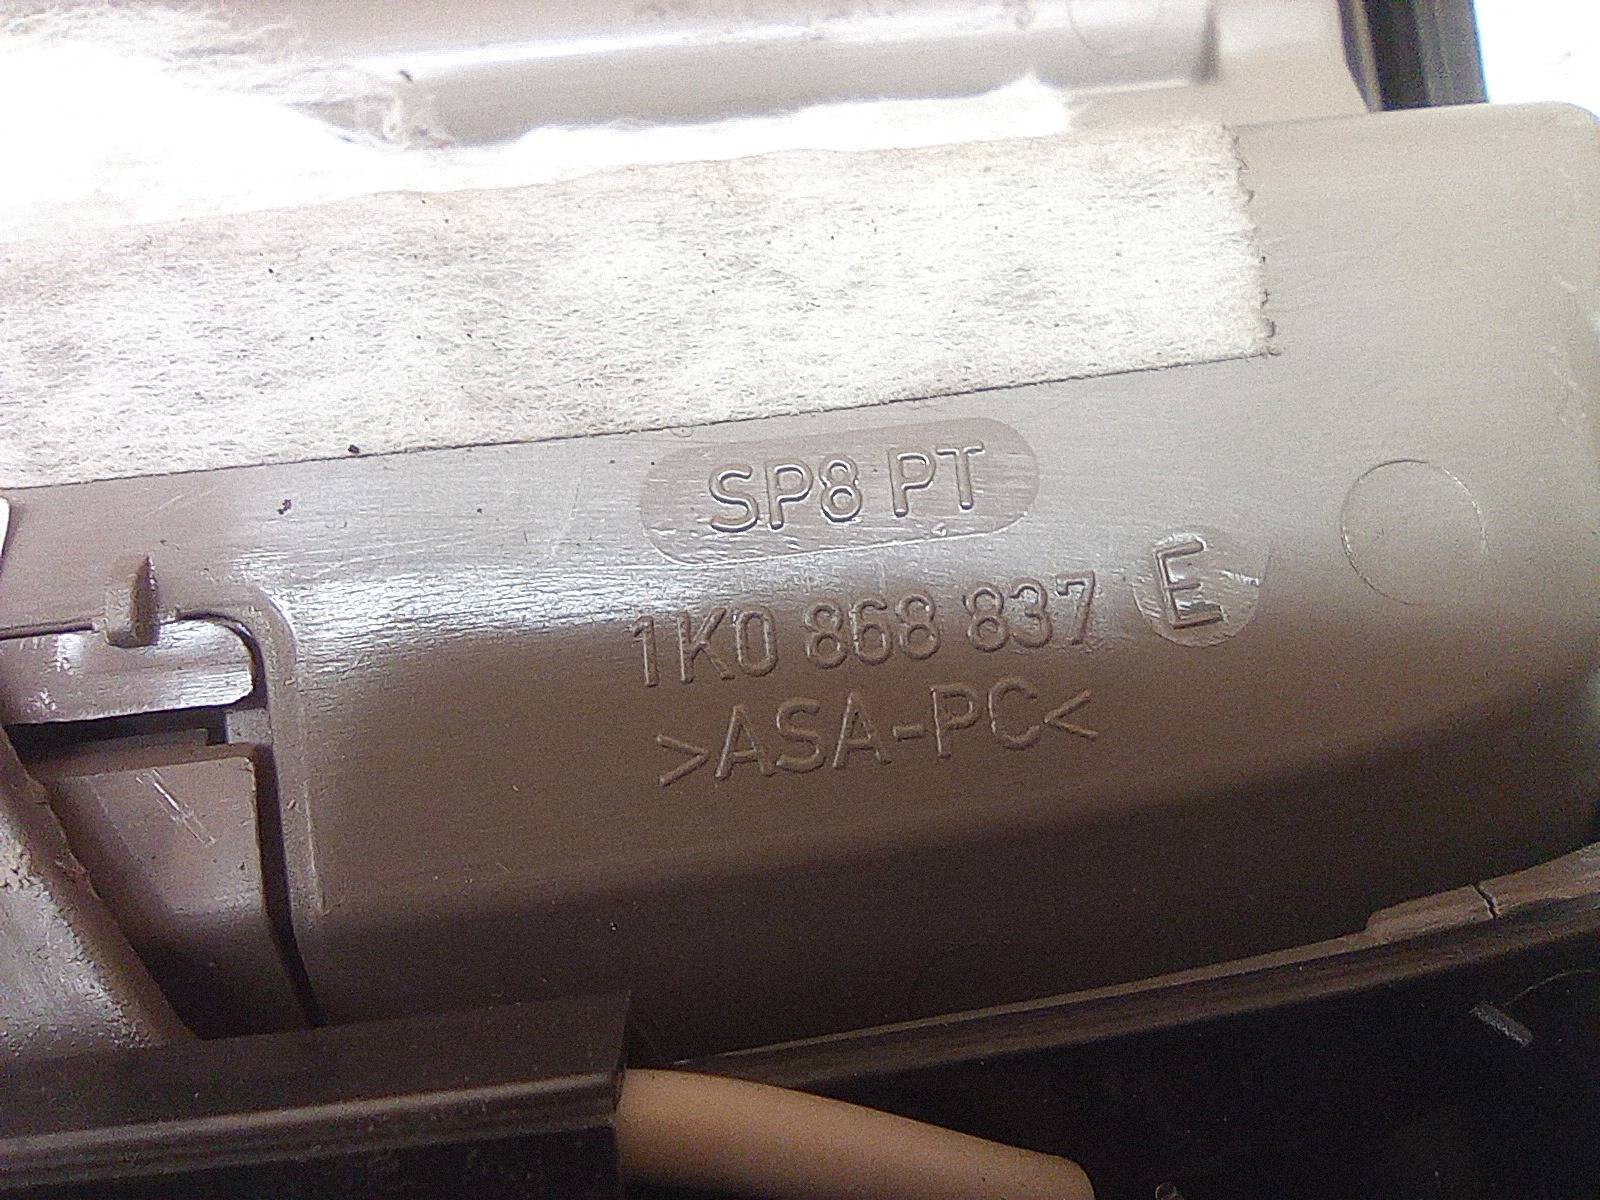 SP8 PT
1K0 868 837 E
>ASA-PC<